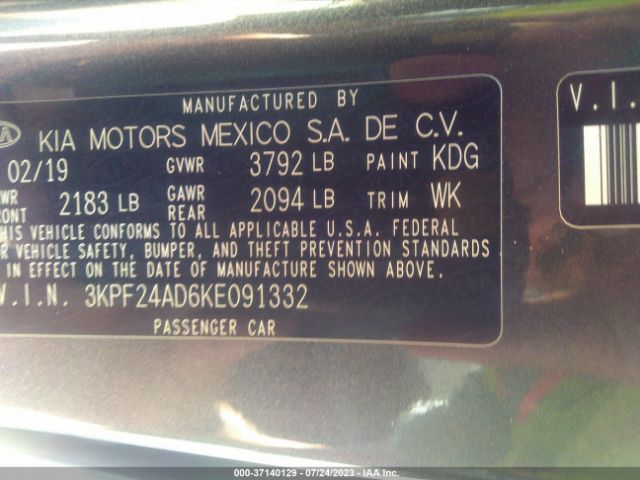 MANUFACTURED BY
KIA MOTORS MEXICO S.A. DE C.V.
02/19 GVWR 3792 LB PAINT KDG
WR FRONT 2183 LB GAWR REAR 2094 LB TRIM WK
THIS VEHICLE CONFORMS TO ALL APPLICABLE U.S.A. FEDERAL
R VEHICLE SAFETY, BUMPER, AND THEFT PREVENTION STANDARDS
IN EFFECT ON THE DATE OF MANUFACTURE SHOWN ABOVE.
V.I.N. 3KPF24AD6KE091332
PASSENGER CAR
V.I.
000-37140129 - 07/24/2023 - IAA Inc.